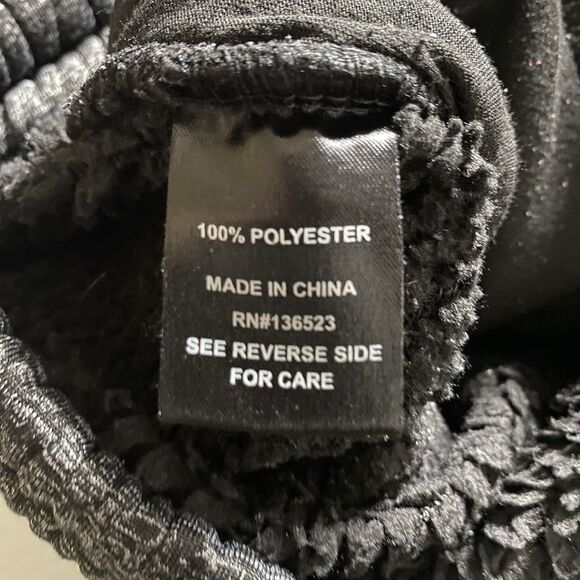 100% POLYESTER
MADE IN CHINA
RN#136523
SEE REVERSE SIDE
FOR CARE